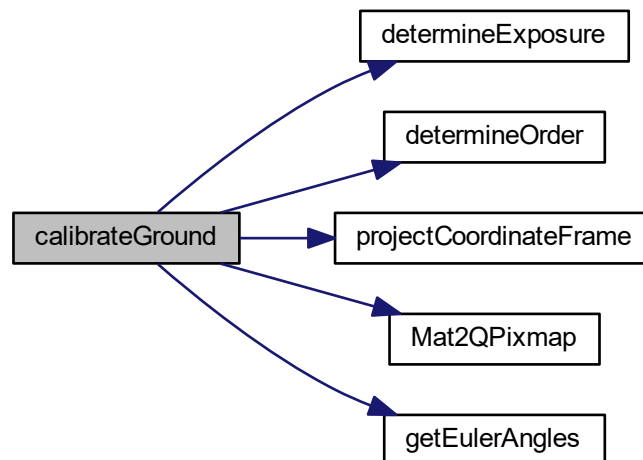 determineExposure
determineOrder
calibrateGround
projectCoordinateFrame
Mat2QPixmap
getEulerAngles